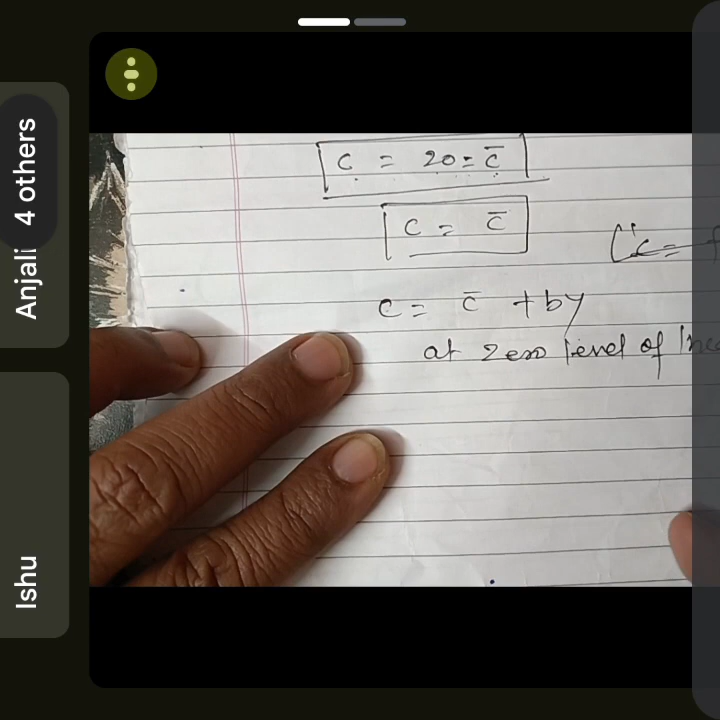 C = 20 = c̄
C = c̄
C = c̄ + by
at Zero level of
4 others
Anjali
Ishu